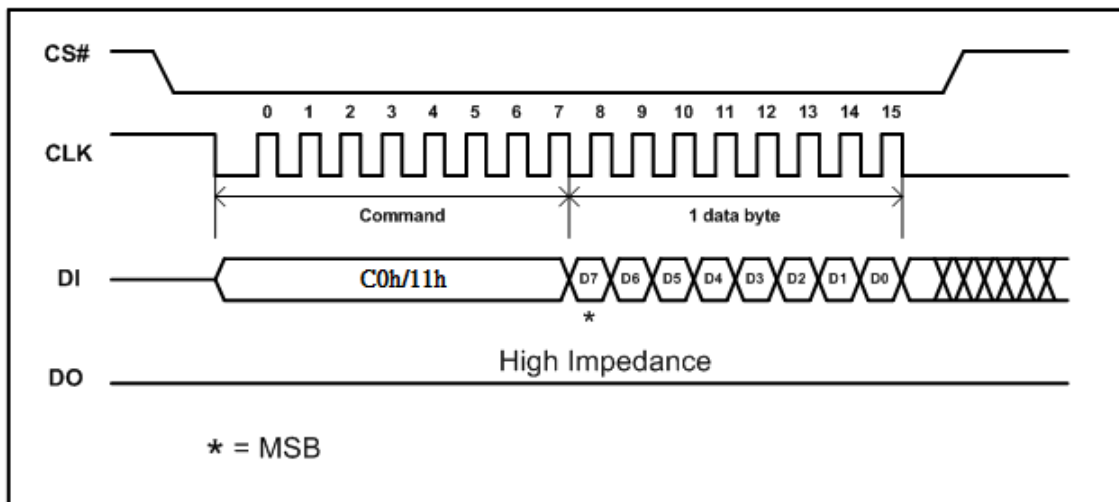 CS#
0 1 2 3 4 5 6 7 8 9 10 11 12 13 14 15
CLK
Command 1 data byte
DI C0h/11h D7 D6 D5 D4 D3 D2 D1 D0
*
High Impedance
DO
* = MSB